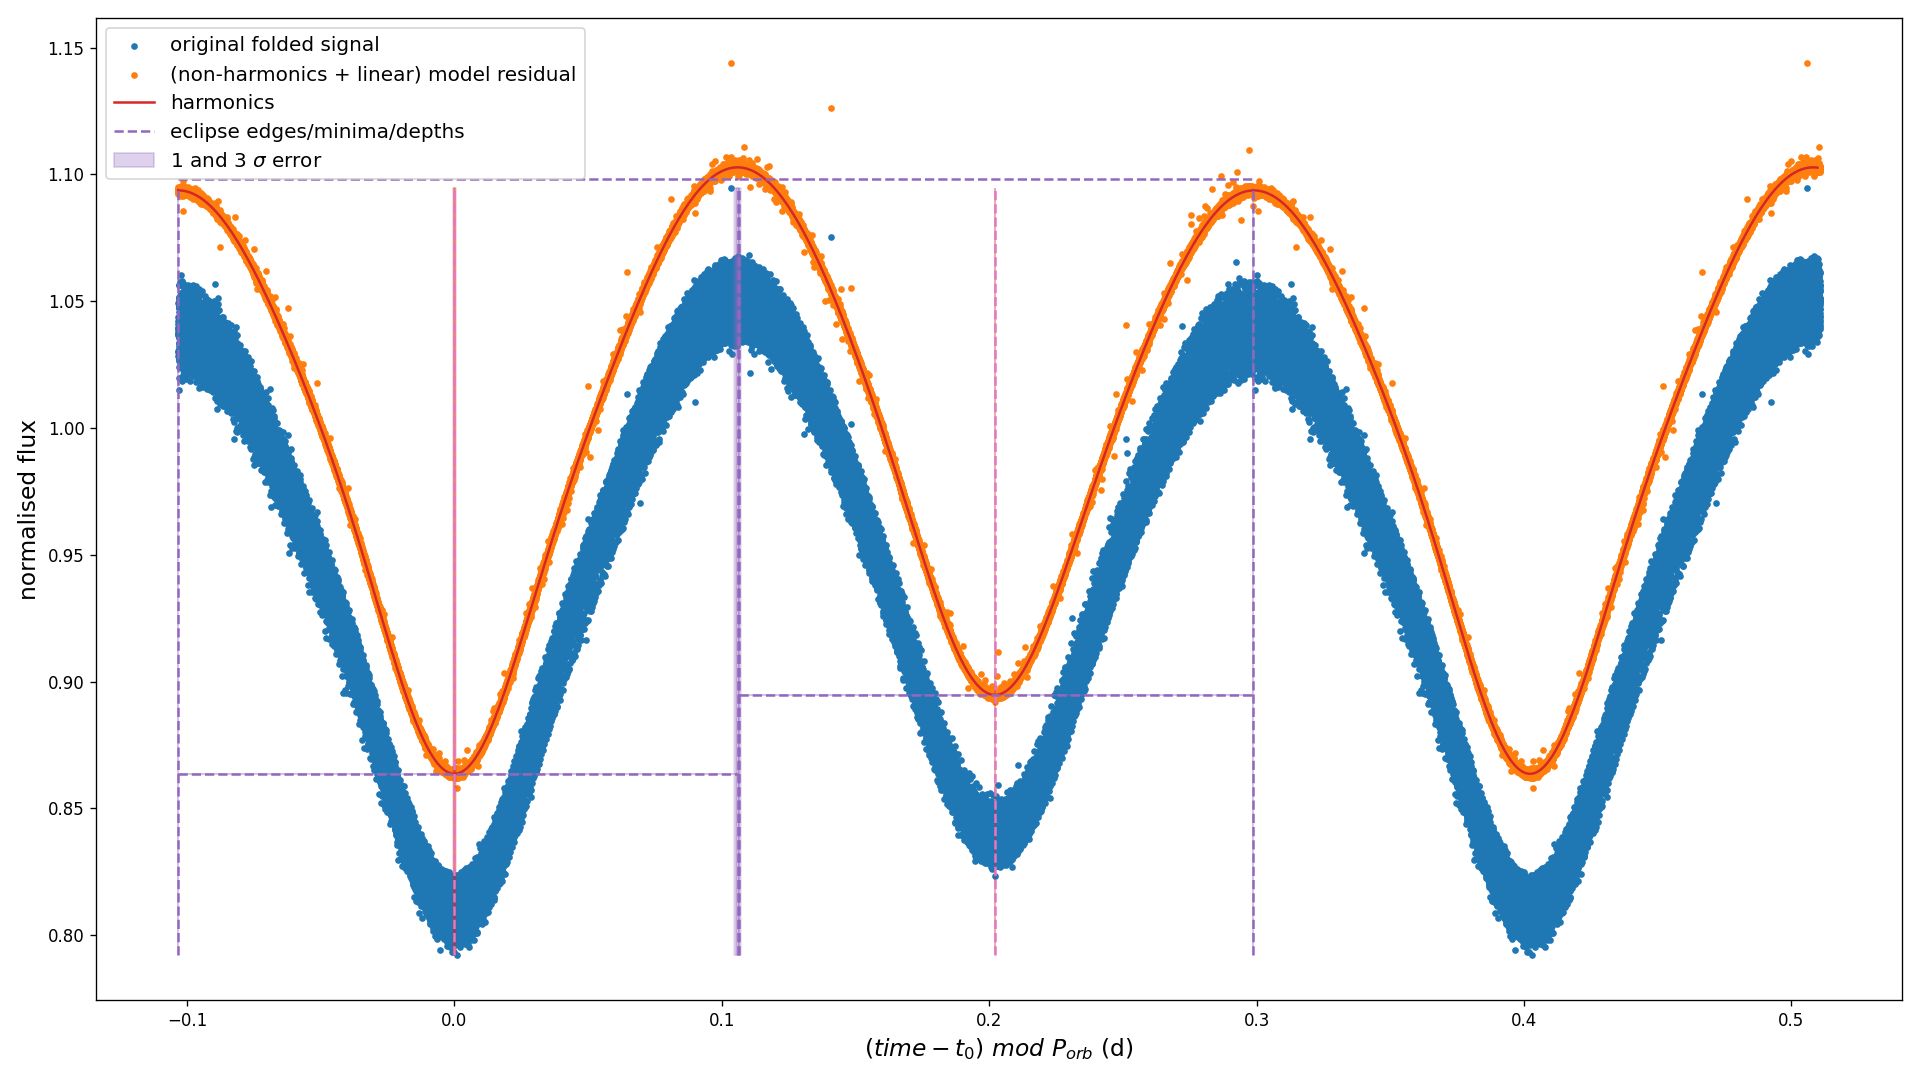 original folded signal
(non-harmonics + linear) model residual
harmonics
eclipse edges/minima/depths
1 and 3 σ error
normalised flux
1.15
1.10
1.05
1.00
0.95
0.90
0.85
0.80
−0.1
0.0
0.1
0.2
0.3
0.4
0.5
(time − t₀) mod Pₒᵣb (d)